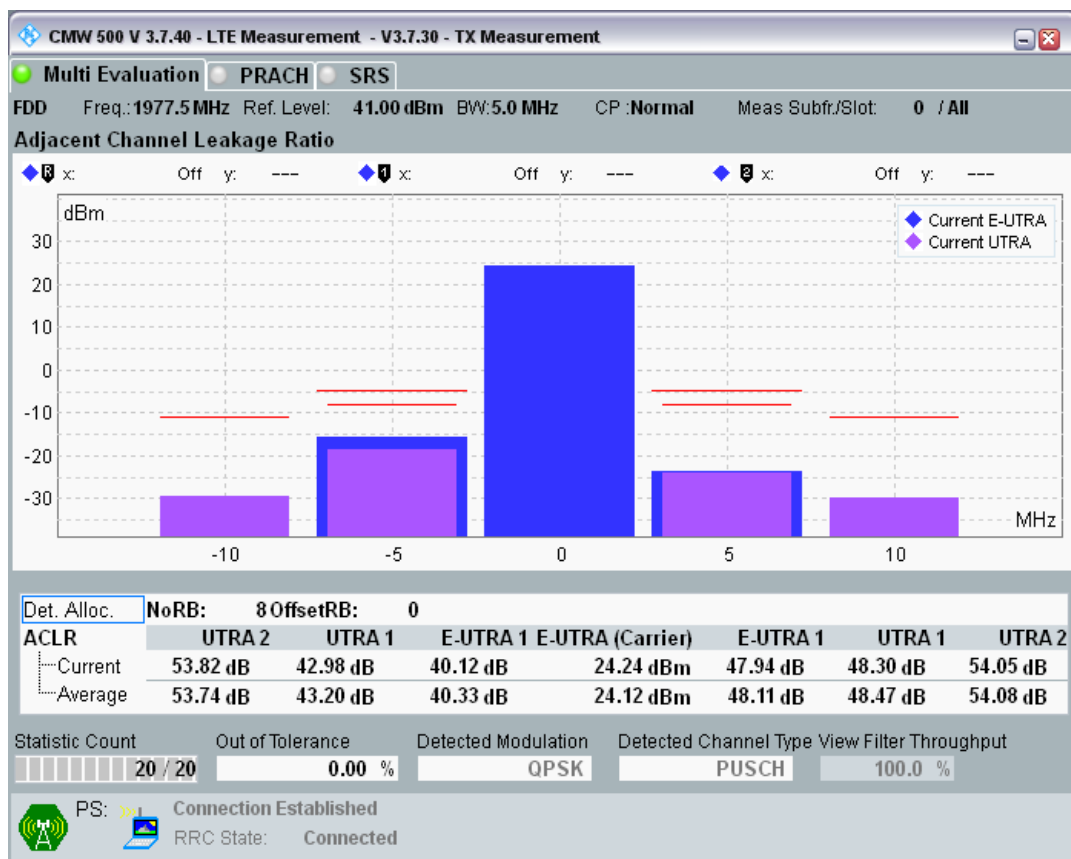 CMW 500 V 3.7.40 - LTE Measurement - V3.7.30 - TX Measurement
Multi Evaluation PRACH SRS
FDD Freq.: 1977.5 MHz Ref. Level: 41.00 dBm BW: 5.0 MHz CP : Normal Meas Subfr./Slot: 0 / All
Adjacent Channel Leakage Ratio
R x: Off y: --- 1 x: Off y: --- 2 x: Off y: ---
dBm
Current E-UTRA
Current UTRA
30
20
10
0
-10
-20
-30
MHz
-10 -5 0 5 10
Det. Alloc. NoRB: 8 OffsetRB: 0
ACLR UTRA 2 UTRA 1 E-UTRA 1 E-UTRA (Carrier) E-UTRA 1 UTRA 1 UTRA 2
Current 53.82 dB 42.98 dB 40.12 dB 24.24 dBm 47.94 dB 48.30 dB 54.05 dB
Average 53.74 dB 43.20 dB 40.33 dB 24.12 dBm 48.11 dB 48.47 dB 54.08 dB
Statistic Count Out of Tolerance Detected Modulation Detected Channel Type View Filter Throughput
20 / 20 0.00 % QPSK PUSCH 100.0 %
PS: Connection Established
RRC State: Connected